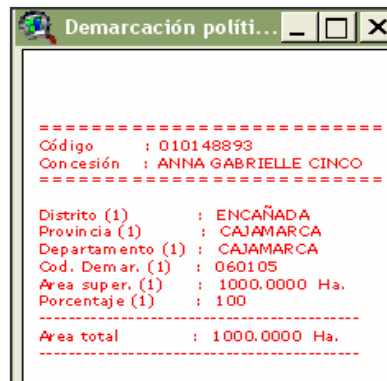 Demarcación políti...
===========================
Código : 010148893
Concesión : ANNA GABRIELLE CINCO
===========================
Distrito (1) : ENCAÑADA
Provincia (1) : CAJAMARCA
Departamento (1) : CAJAMARCA
Cod. Demar. (1) : 060105
Area super. (1) : 1000.0000 Ha.
Porcentaje (1) : 100
----------------------------------------
Area total : 1000.0000 Ha.
----------------------------------------